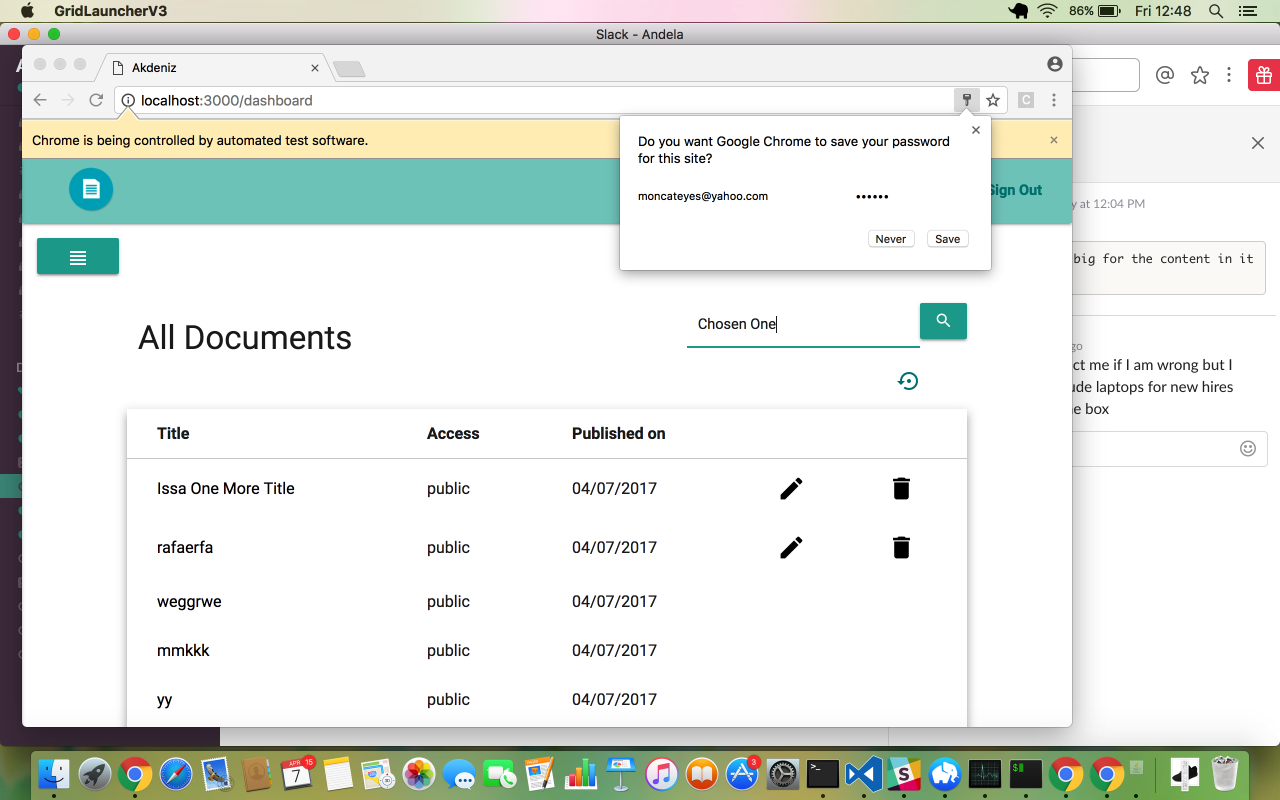 GridLauncherV3
86%
Fri 12:48
Slack - Andela
Akdeniz
localhost:3000/dashboard
C
Chrome is being controlled by automated test software.
Do you want Google Chrome to save your password
for this site?
moncateyes@yahoo.com
••••••
Never
Save
Sign Out
y at 12:04 PM
big for the content in it
go
ct me if I am wrong but I
ude laptops for new hires
e box
All Documents
Chosen One
Title Access Published on
Issa One More Title public 04/07/2017
rafaerfa public 04/07/2017
weggrwe public 04/07/2017
mmkkk public 04/07/2017
yy public 04/07/2017
APR
7
15
3